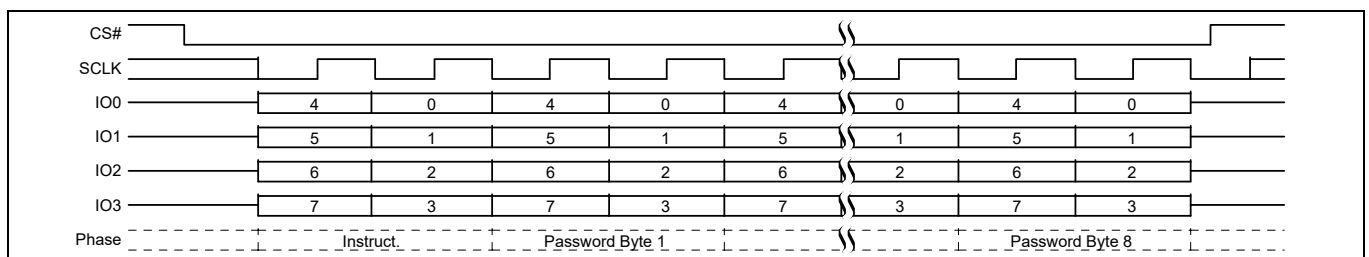 CS#
SCLK
IO0 4 0 4 0 4 0 4 0
IO1 5 1 5 1 5 1 5 1
IO2 6 2 6 2 6 2 6 2
IO3 7 3 7 3 7 3 7 3
Phase Instruct. Password Byte 1 Password Byte 8